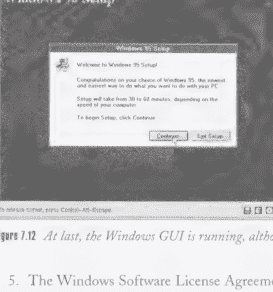 Windows 95 Setup
Windows 95 Setup
Welcome to Windows 95 Setup!
Congratulations on your choice of Windows 95, the newest
and easiest way to do what you want to do with your PC
Setup will take from 30 to 60 minutes, depending on the
speed of your computer.
To begin Setup, click Continue
Continue
Exit Setup
To release cursor, press Control-Alt-Escape.
gure 7.12 At last, the Windows GUI is running, altho
5. The Windows Software License Agreem